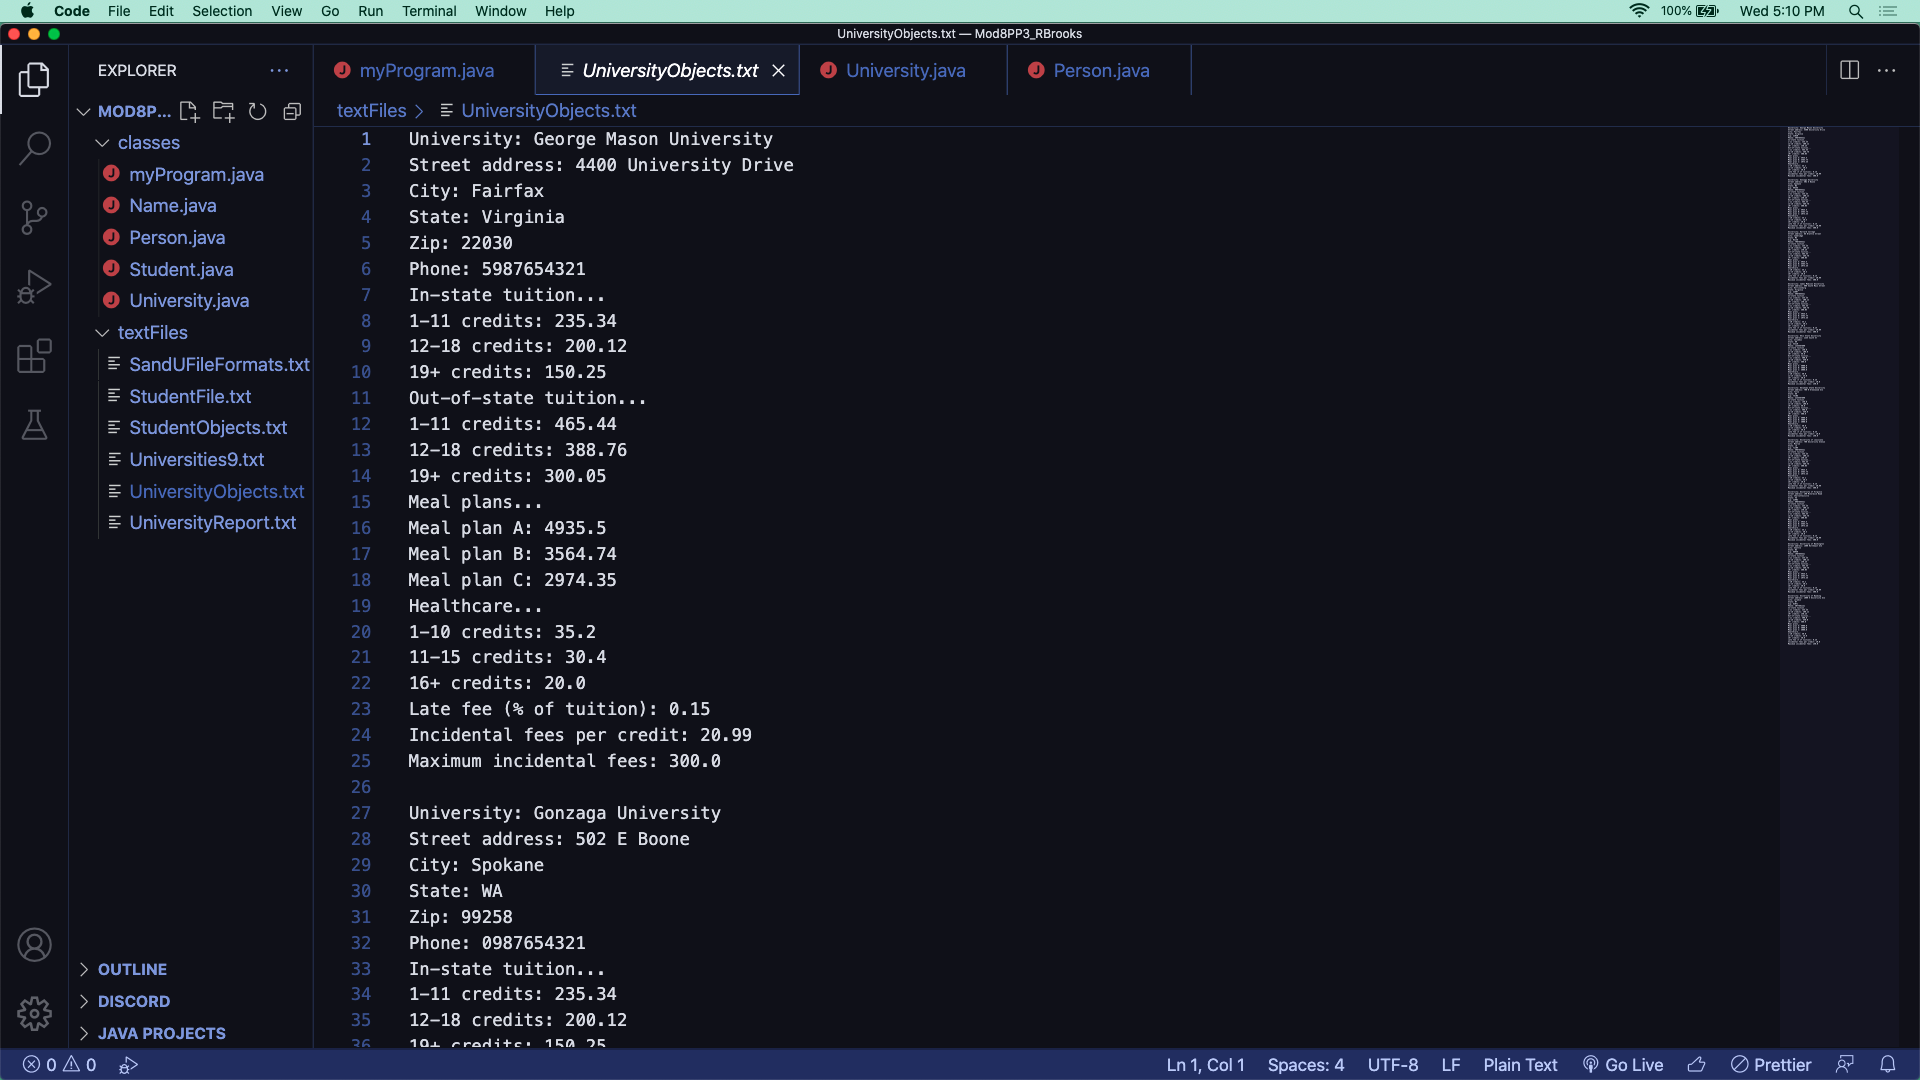 Code File Edit Selection View Go Run Terminal Window Help
100% Wed 5:10 PM
UniversityObjects.txt — Mod8PP3_RBrooks
EXPLORER
MOD8P...
classes
myProgram.java
Name.java
Person.java
Student.java
University.java
textFiles
SandUFileFormats.txt
StudentFile.txt
StudentObjects.txt
Universities9.txt
UniversityObjects.txt
UniversityReport.txt
OUTLINE
DISCORD
JAVA PROJECTS
myProgram.java UniversityObjects.txt University.java Person.java
textFiles > UniversityObjects.txt
1 University: George Mason University
2 Street address: 4400 University Drive
3 City: Fairfax
4 State: Virginia
5 Zip: 22030
6 Phone: 5987654321
7 In-state tuition...
8 1-11 credits: 235.34
9 12-18 credits: 200.12
10 19+ credits: 150.25
11 Out-of-state tuition...
12 1-11 credits: 465.44
13 12-18 credits: 388.76
14 19+ credits: 300.05
15 Meal plans...
16 Meal plan A: 4935.5
17 Meal plan B: 3564.74
18 Meal plan C: 2974.35
19 Healthcare...
20 1-10 credits: 35.2
21 11-15 credits: 30.4
22 16+ credits: 20.0
23 Late fee (% of tuition): 0.15
24 Incidental fees per credit: 20.99
25 Maximum incidental fees: 300.0
26
27 University: Gonzaga University
28 Street address: 502 E Boone
29 City: Spokane
30 State: WA
31 Zip: 99258
32 Phone: 0987654321
33 In-state tuition...
34 1-11 credits: 235.34
35 12-18 credits: 200.12
36 19+ credits: 150.25
0 0 Ln 1, Col 1 Spaces: 4 UTF-8 LF Plain Text Go Live Prettier